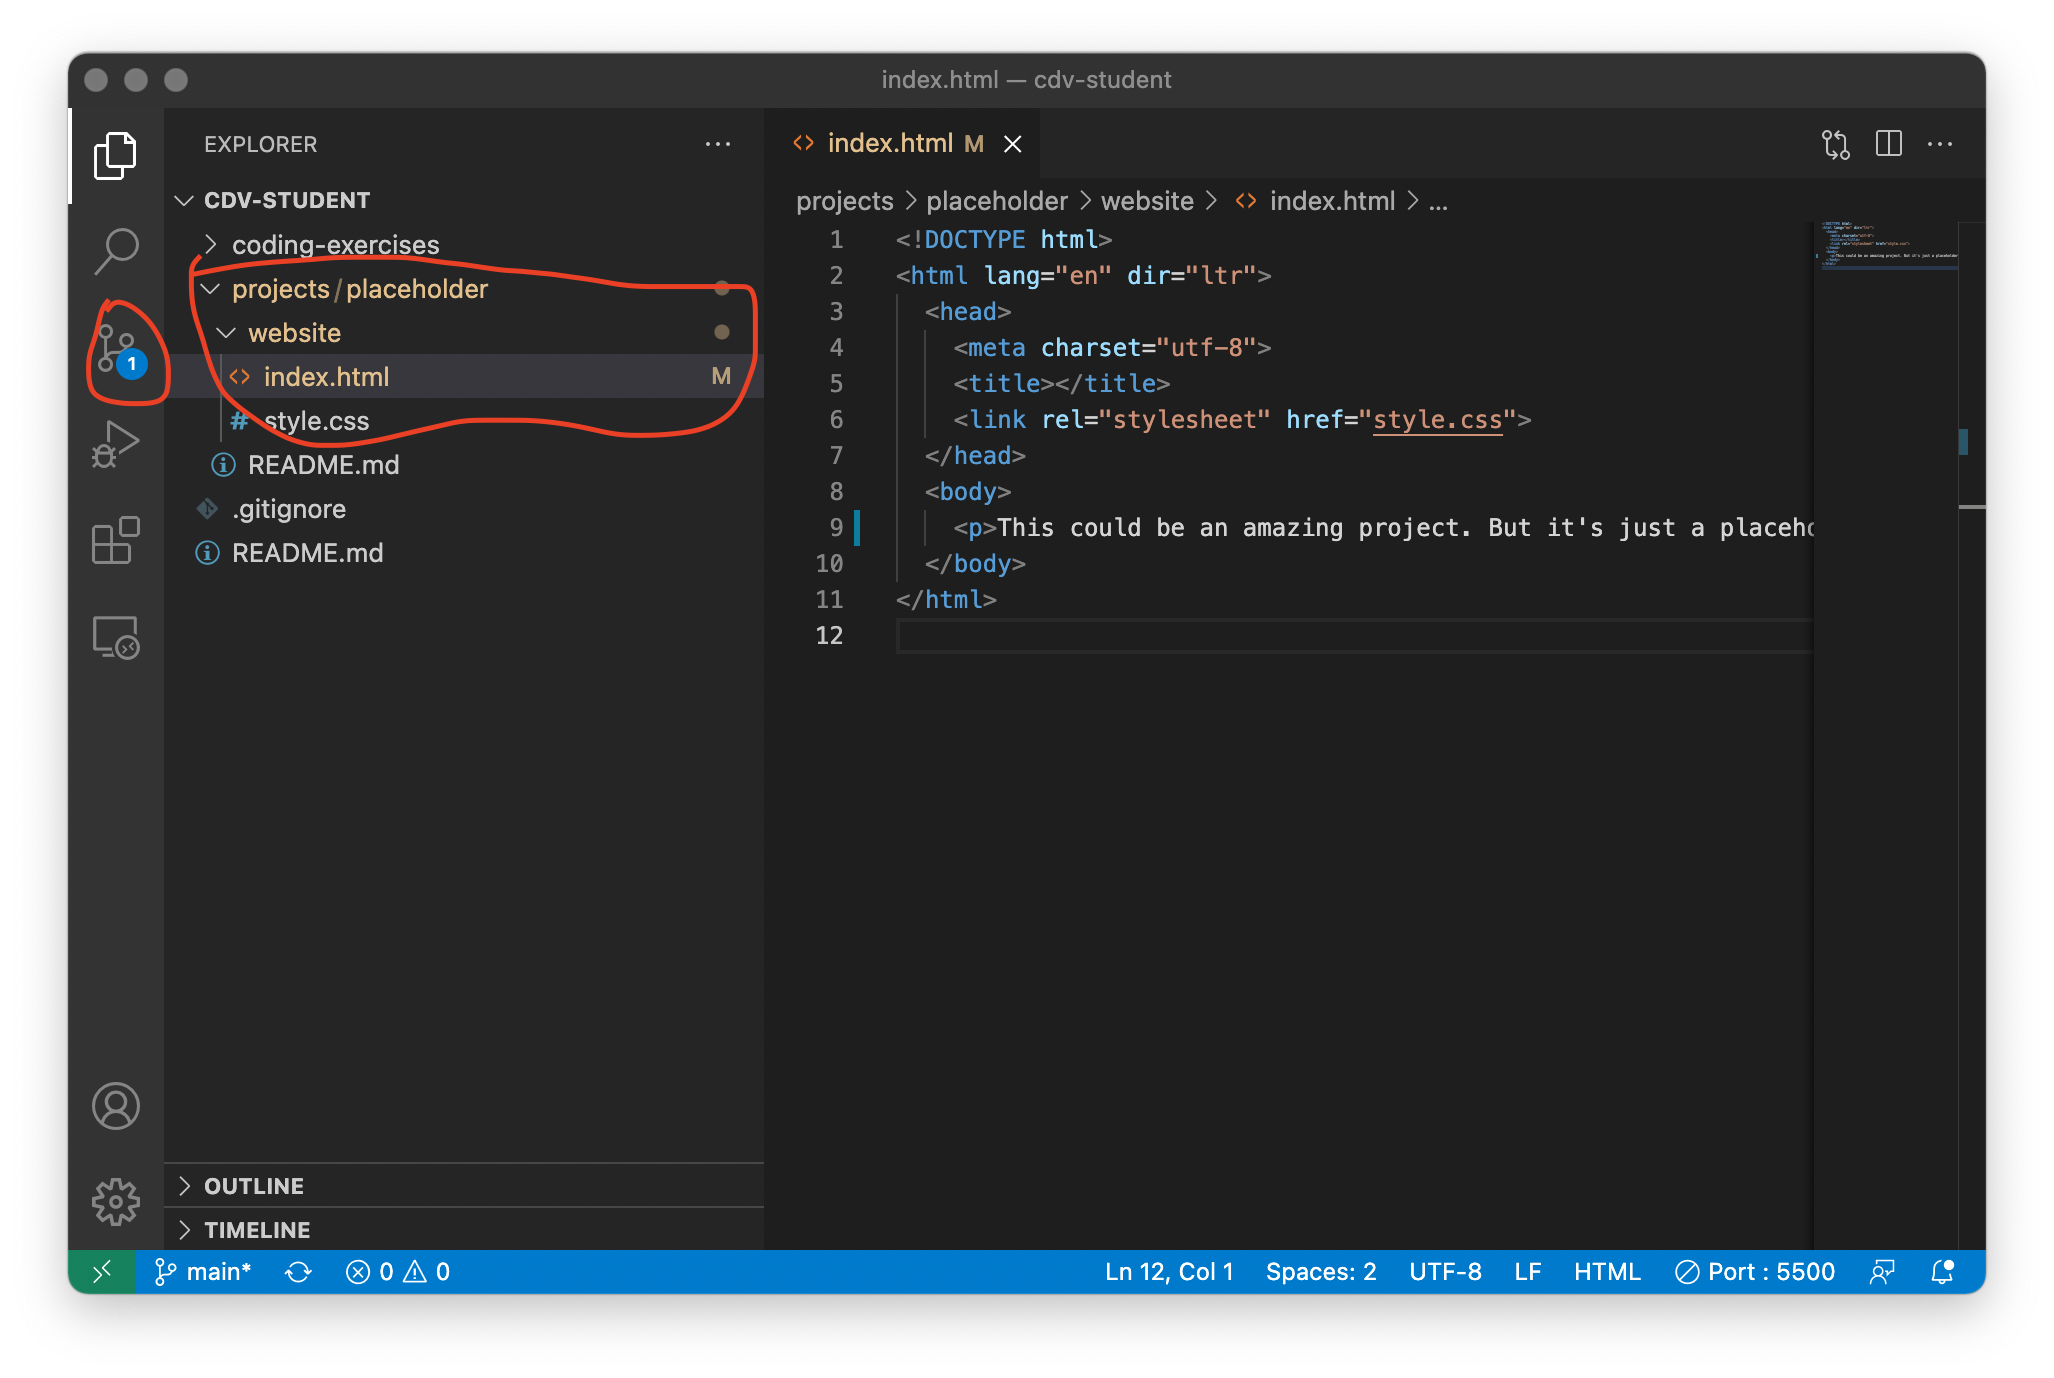 index.html — cdv-student
EXPLORER
index.html M
CDV-STUDENT
projects > placeholder > website > <> index.html > ...
coding-exercises
projects/placeholder
website
index.html M
style.css
README.md
.gitignore
README.md
1
1 <!DOCTYPE html>
2 <html lang="en" dir="ltr">
3 <head>
4 <meta charset="utf-8">
5 <title></title>
6 <link rel="stylesheet" href="style.css">
7 </head>
8 <body>
9 <p>This could be an amazing project. But it's just a placeho
10 </body>
11 </html>
12
OUTLINE
TIMELINE
main* 0 0 Ln 12, Col 1 Spaces: 2 UTF-8 LF HTML Port : 5500